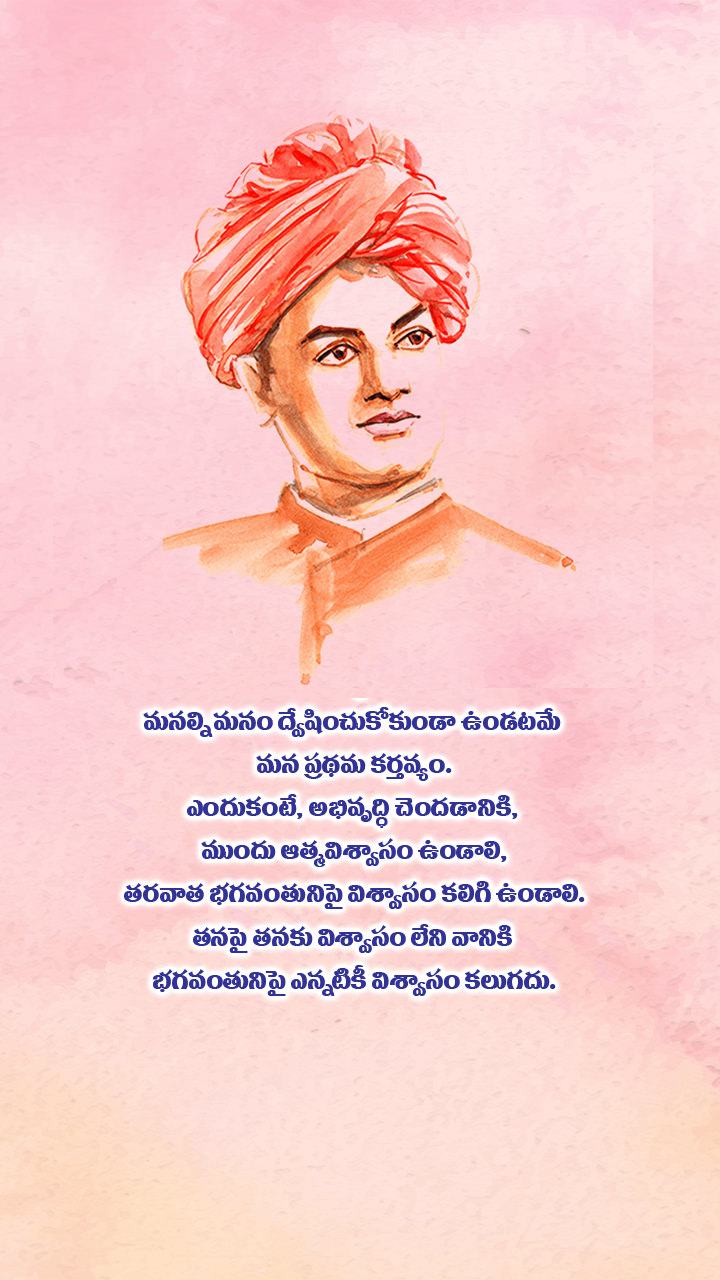 మనల్నిమనం ద్వేషించుకోకుండా ఉండటమే
మన ప్రథమ కర్తవ్యం.
ఎందుకంటే, అభివృద్ధి చెందడానికి,
ముందు ఆత్మవిశ్వాసం ఉండాలి,
తరవాత భగవంతునిపై విశ్వాసం కలిగి ఉండాలి.
తనపై తనకు విశ్వాసం లేని వానికి
భగవంతునిపై ఎన్నటికీ విశ్వాసం కలుగదు.